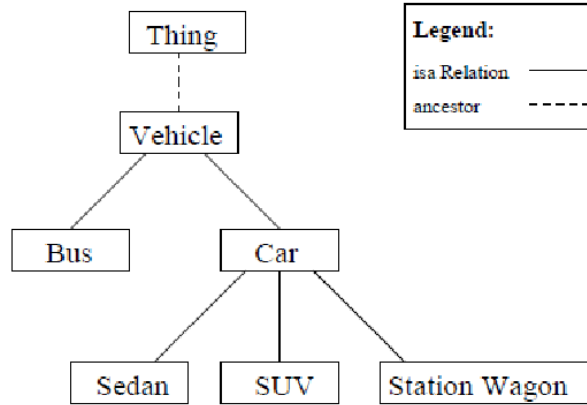 Thing
Legend:
isa Relation
ancestor
Vehicle
Bus
Car
Sedan
SUV
Station Wagon